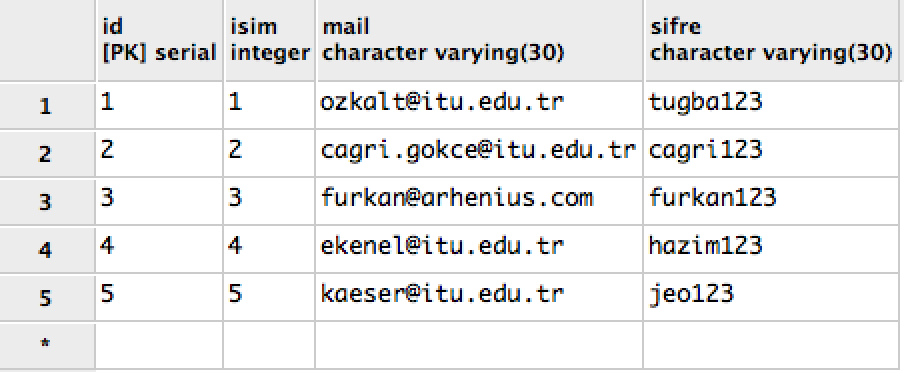 id isim mail sifre
[PK] serial integer character varying(30) character varying(30)
1 1 1 ozkalt@itu.edu.tr tugba123
2 2 2 cagri.gokce@itu.edu.tr cagri123
3 3 3 furkan@arhenius.com furkan123
4 4 4 ekenel@itu.edu.tr hazim123
5 5 5 kaeser@itu.edu.tr jeo123
*